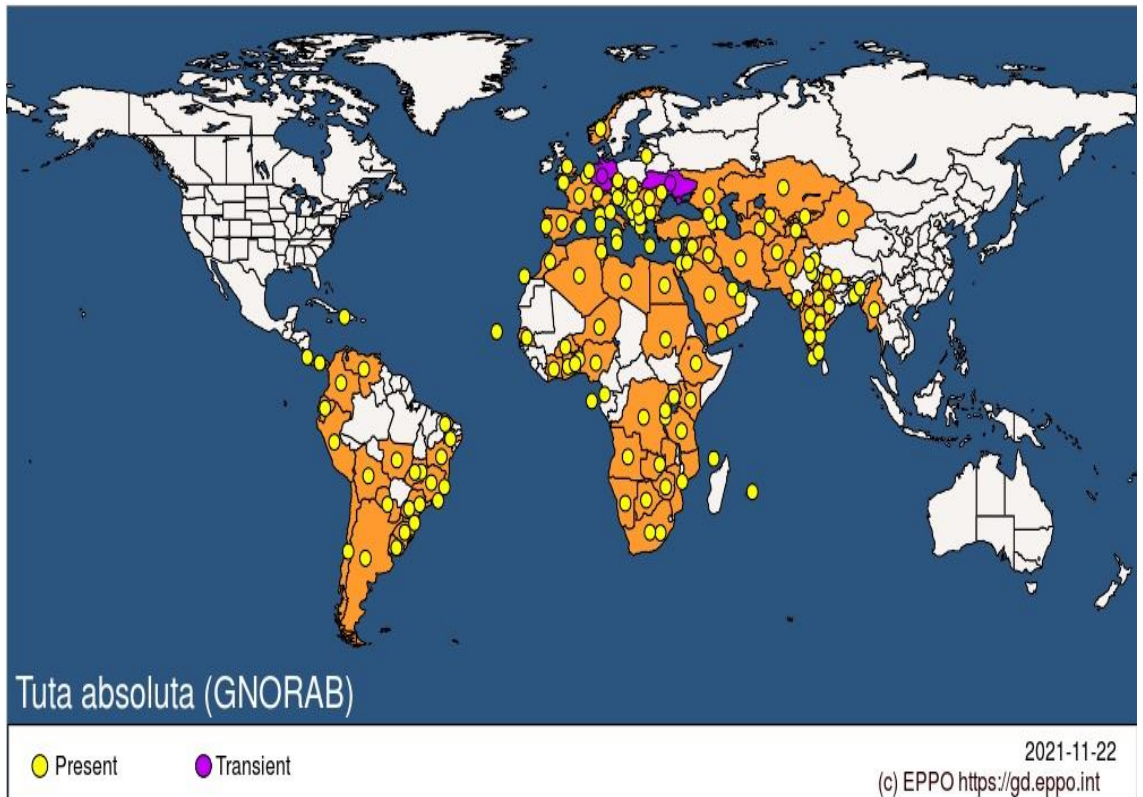 Tuta absoluta (GNORAB)
Present
Transient
2021-11-22
(c) EPPO https://gd.eppo.int